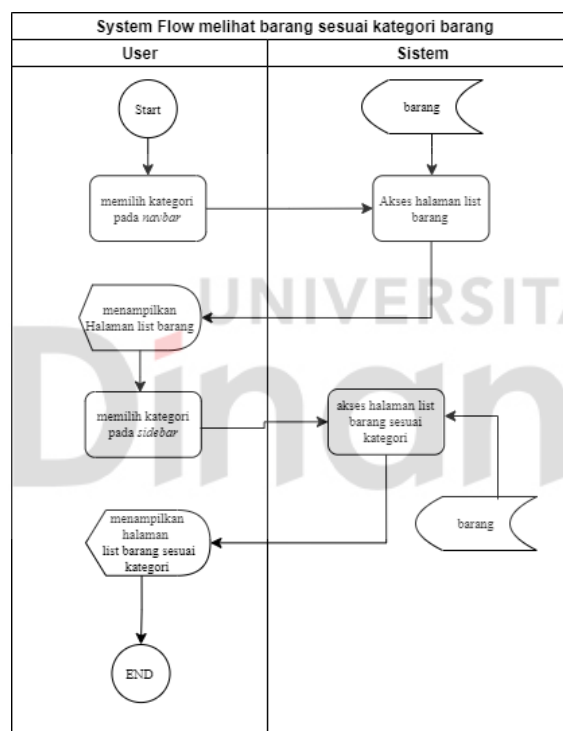 System Flow melihat barang sesuai kategori barang
User
Sistem
Start
barang
memilih kategori
pada navbar
Akses halaman list
barang
UNIVERSITA
menampilkan
Halaman list barang
Dinam
memilih kategori
pada sidebar
akses halaman list
barang sesuai
kategori
menampilkan
halaman
list barang sesuai
kategori
barang
END